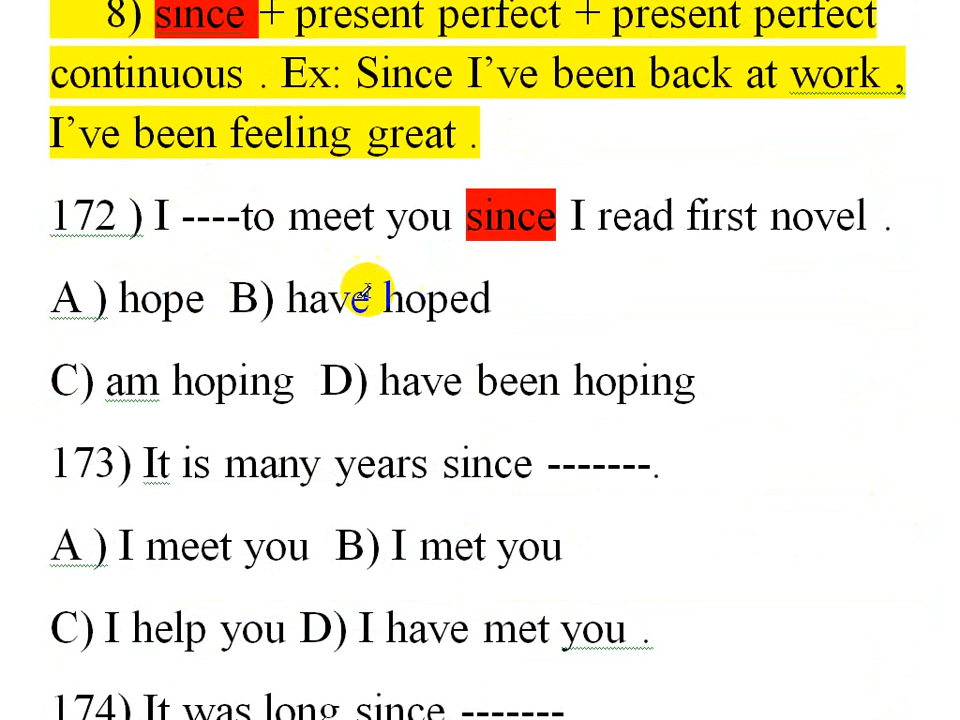 8) since + present perfect + present perfect
continuous . Ex: Since I’ve been back at work ,
I’ve been feeling great .
172 ) I ----to meet you since I read first novel .
A ) hope B) have hoped
C) am hoping D) have been hoping
173) It is many years since -------.
A ) I meet you B) I met you
C) I help you D) I have met you .
174) It was long since -------